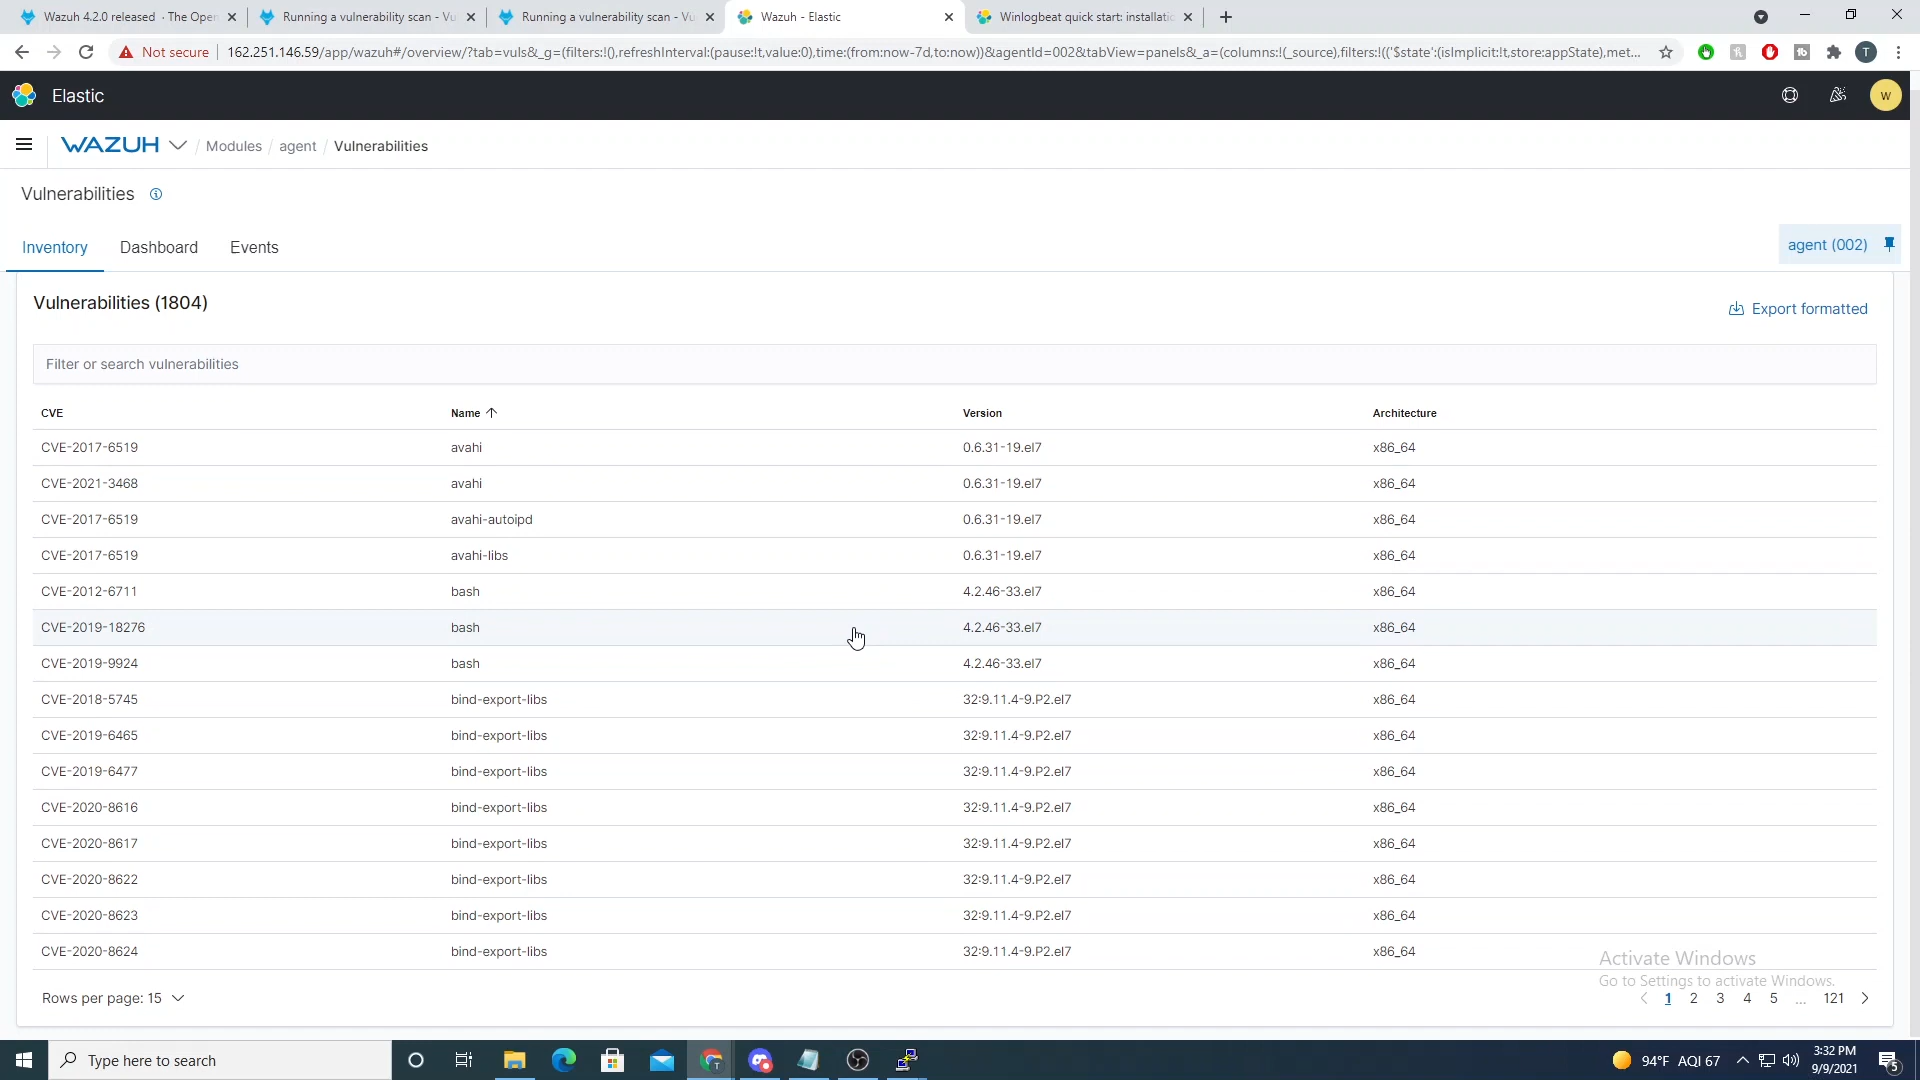 Wazuh 4.2.0 released · The Open
Running a vulnerability scan - Vu
Running a vulnerability scan - Vu
Wazuh - Elastic
Winlogbeat quick start: installatic
Not secure
162.251.146.59/app/wazuh#/overview/?tab=vuls&_g=(filters:!(),refreshInterval:(pause:!t,value:0),time:(from:now-7d,to:now))&agentId=002&tabView=panels&_a=(columns:!(_source),filters:!(('$state':(isImplicit:!t,store:appState),met...
T
Elastic
W
WAZUH / Modules / agent / Vulnerabilities
Vulnerabilities
Inventory Dashboard Events
agent (002)
Vulnerabilities (1804)
Export formatted
Filter or search vulnerabilities
CVE Name Version Architecture
CVE-2017-6519 avahi 0.6.31-19.el7 x86_64
CVE-2021-3468 avahi 0.6.31-19.el7 x86_64
CVE-2017-6519 avahi-autoipd 0.6.31-19.el7 x86_64
CVE-2017-6519 avahi-libs 0.6.31-19.el7 x86_64
CVE-2012-6711 bash 4.2.46-33.el7 x86_64
CVE-2019-18276 bash 4.2.46-33.el7 x86_64
CVE-2019-9924 bash 4.2.46-33.el7 x86_64
CVE-2018-5745 bind-export-libs 32:9.11.4-9.P2.el7 x86_64
CVE-2019-6465 bind-export-libs 32:9.11.4-9.P2.el7 x86_64
CVE-2019-6477 bind-export-libs 32:9.11.4-9.P2.el7 x86_64
CVE-2020-8616 bind-export-libs 32:9.11.4-9.P2.el7 x86_64
CVE-2020-8617 bind-export-libs 32:9.11.4-9.P2.el7 x86_64
CVE-2020-8622 bind-export-libs 32:9.11.4-9.P2.el7 x86_64
CVE-2020-8623 bind-export-libs 32:9.11.4-9.P2.el7 x86_64
CVE-2020-8624 bind-export-libs 32:9.11.4-9.P2.el7 x86_64
Activate Windows
Go to Settings to activate Windows.
Rows per page: 15
1 2 3 4 5 ... 121
Type here to search
94°F AQI 67
3:32 PM
9/9/2021
5